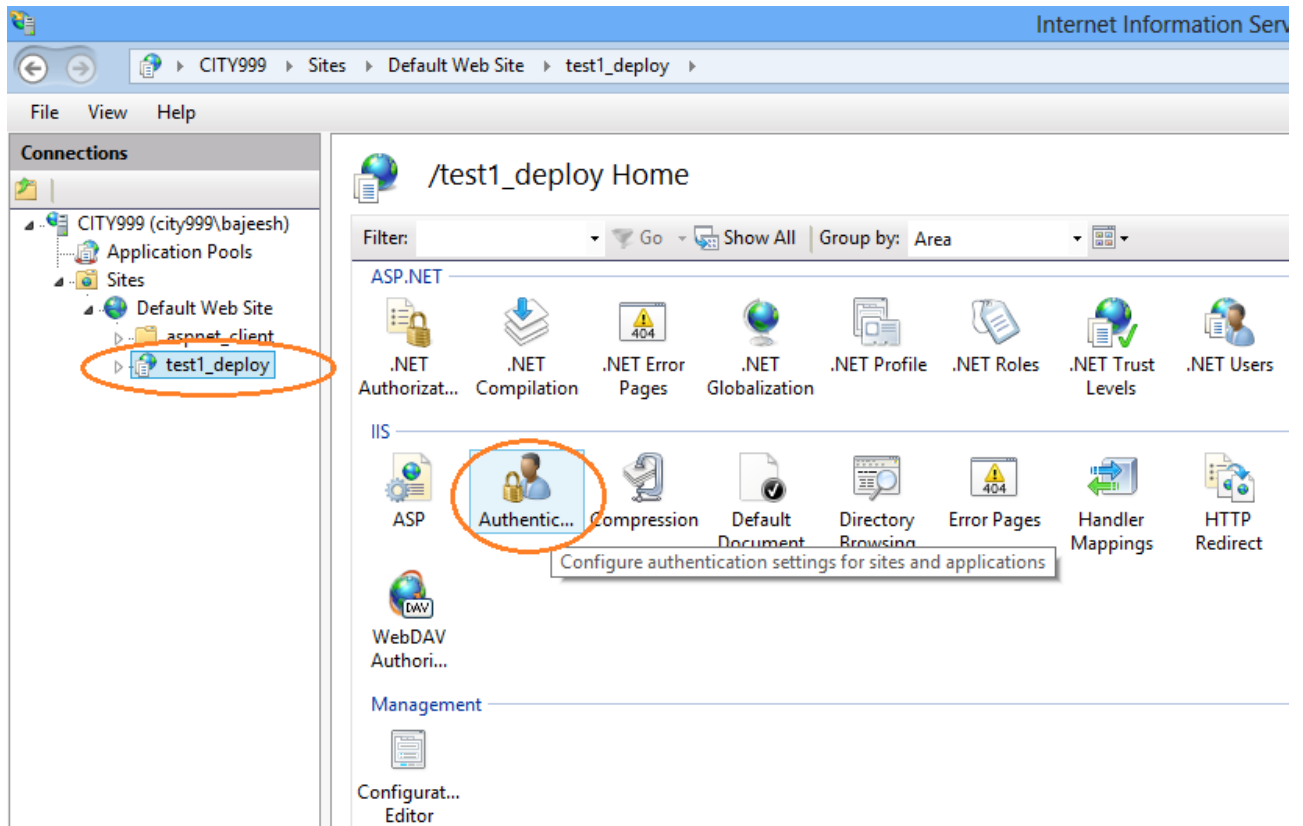 Internet Information Serv
CITY999 Sites Default Web Site test1_deploy
File View Help
Connections
CITY999 (city999\bajeesh)
Application Pools
Sites
Default Web Site
aspnet_client
test1_deploy
/test1_deploy Home
Filter: Go Show All Group by: Area
ASP.NET
.NET Authorizat...
.NET Compilation
.NET Error Pages
404
.NET Globalization
.NET Profile
.NET Roles
.NET Trust Levels
.NET Users
IIS
ASP
Authentic...
Compression
Default Document
Directory Browsing
Error Pages
404
Handler Mappings
HTTP Redirect
Configure authentication settings for sites and applications
DAV
WebDAV Authori...
Management
Configurat...
Editor